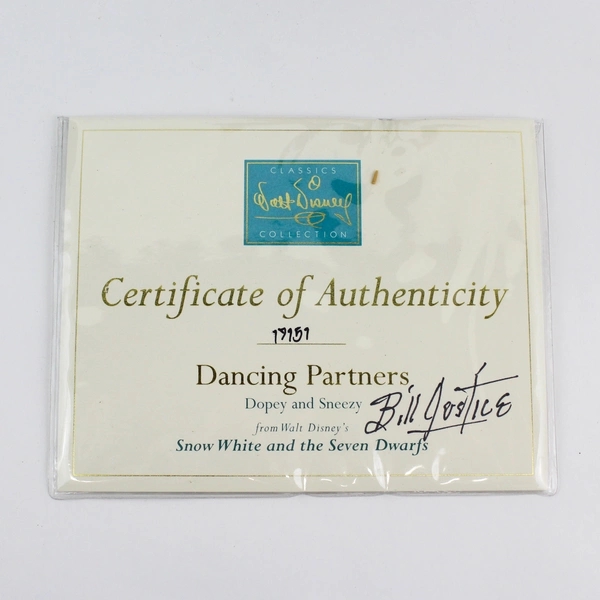 CLASSICS
Walt Disney
COLLECTION
Certificate of Authenticity
19151
Dancing Partners
Dopey and Sneezy
Bill Justice
from Walt Disney's
Snow White and the Seven Dwarfs